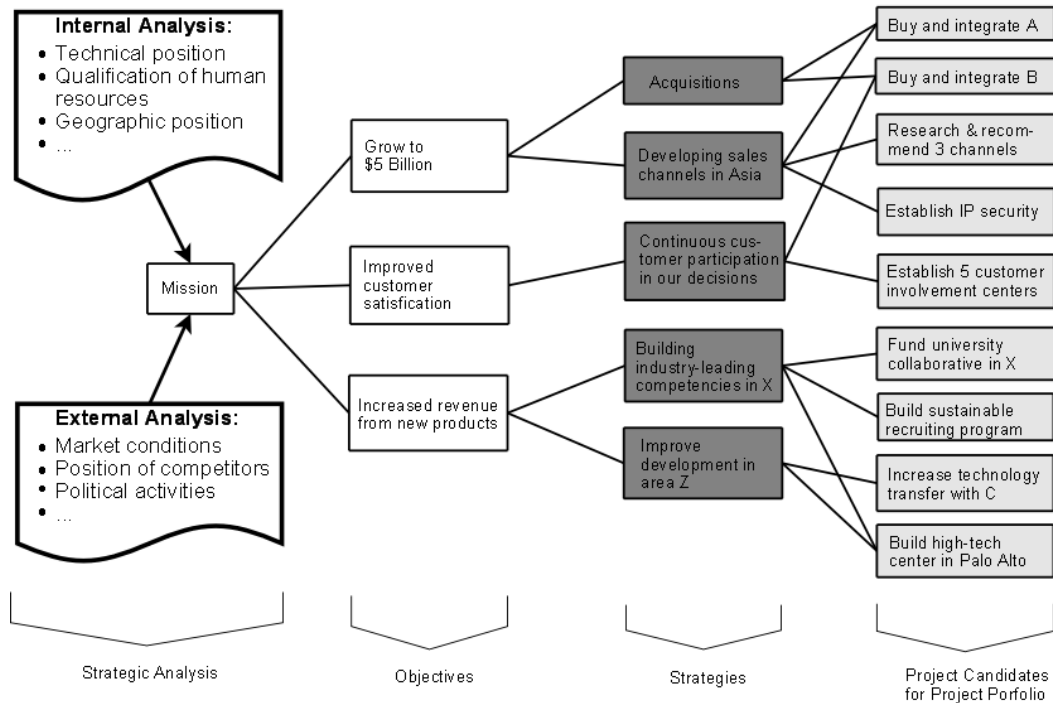 Internal Analysis:
• Technical position
• Qualification of human
resources
• Geographic position
• ...
Mission
External Analysis:
• Market conditions
• Position of competitors
• Political activities
• ...
Strategic Analysis
Grow to
$5 Billion
Improved
customer
satisfication
Increased revenue
from new products
Objectives
Acquisitions
Developing sales
channels in Asia
Continuous cus-
tomer participation
in our decisions
Building
industry-leading
competencies in X
Improve
development in
area Z
Strategies
Buy and integrate A
Buy and integrate B
Research & recom-
mend 3 channels
Establish IP security
Establish 5 customer
involvement centers
Fund university
collaborative in X
Build sustainable
recruiting program
Increase technology
transfer with C
Build high-tech
center in Palo Alto
Project Candidates
for Project Porfolio